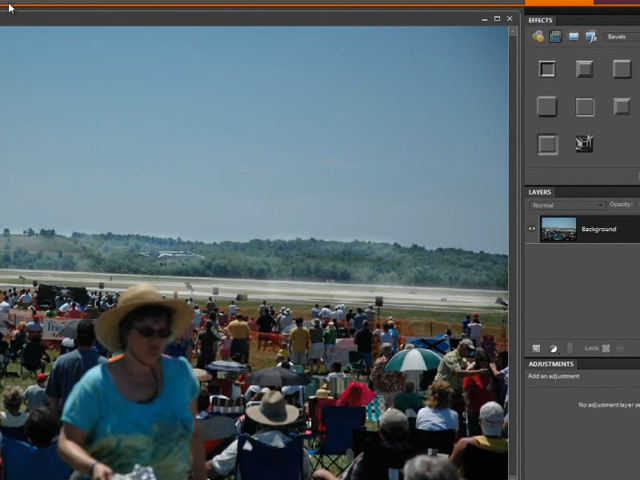 EFFECTS
Bevels
LAYERS
Normal
Opacity:
Background
Lock:
ADJUSTMENTS
Add an adjustment
No adjustment layer se